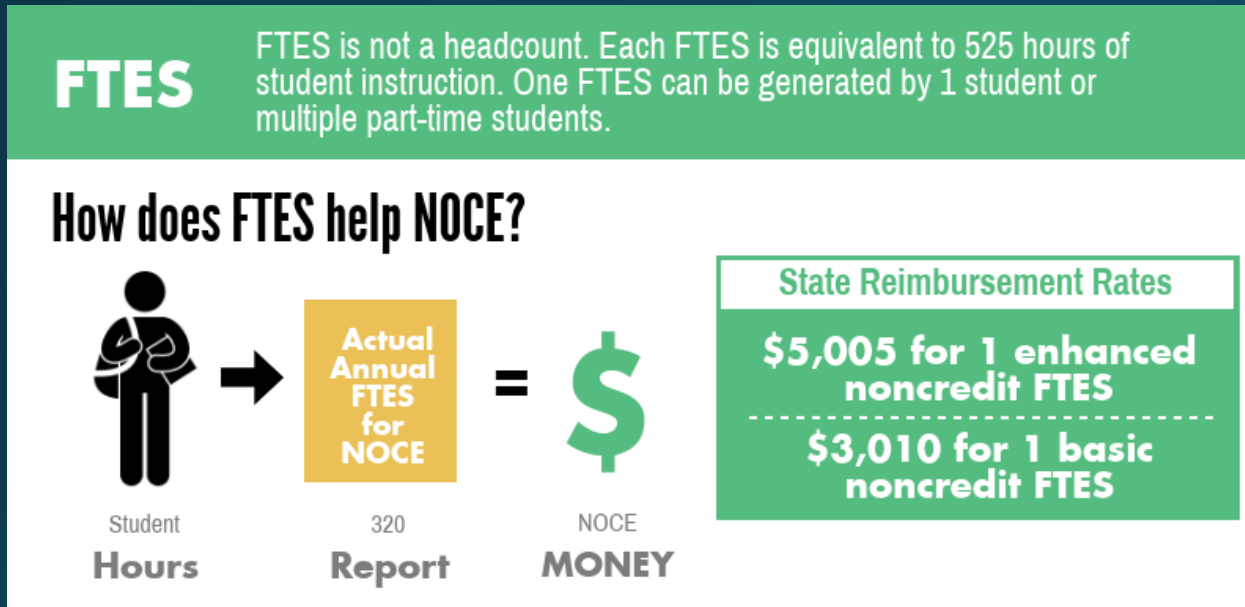 FTES
FTES is not a headcount. Each FTES is equivalent to 525 hours of
student instruction. One FTES can be generated by 1 student or
multiple part-time students.
How does FTES help NOCE?
Actual
Annual
FTES
for
NOCE
=
$
Student
Hours
320
Report
NOCE
MONEY
State Reimbursement Rates
$5,005 for 1 enhanced
noncredit FTES
$3,010 for 1 basic
noncredit FTES